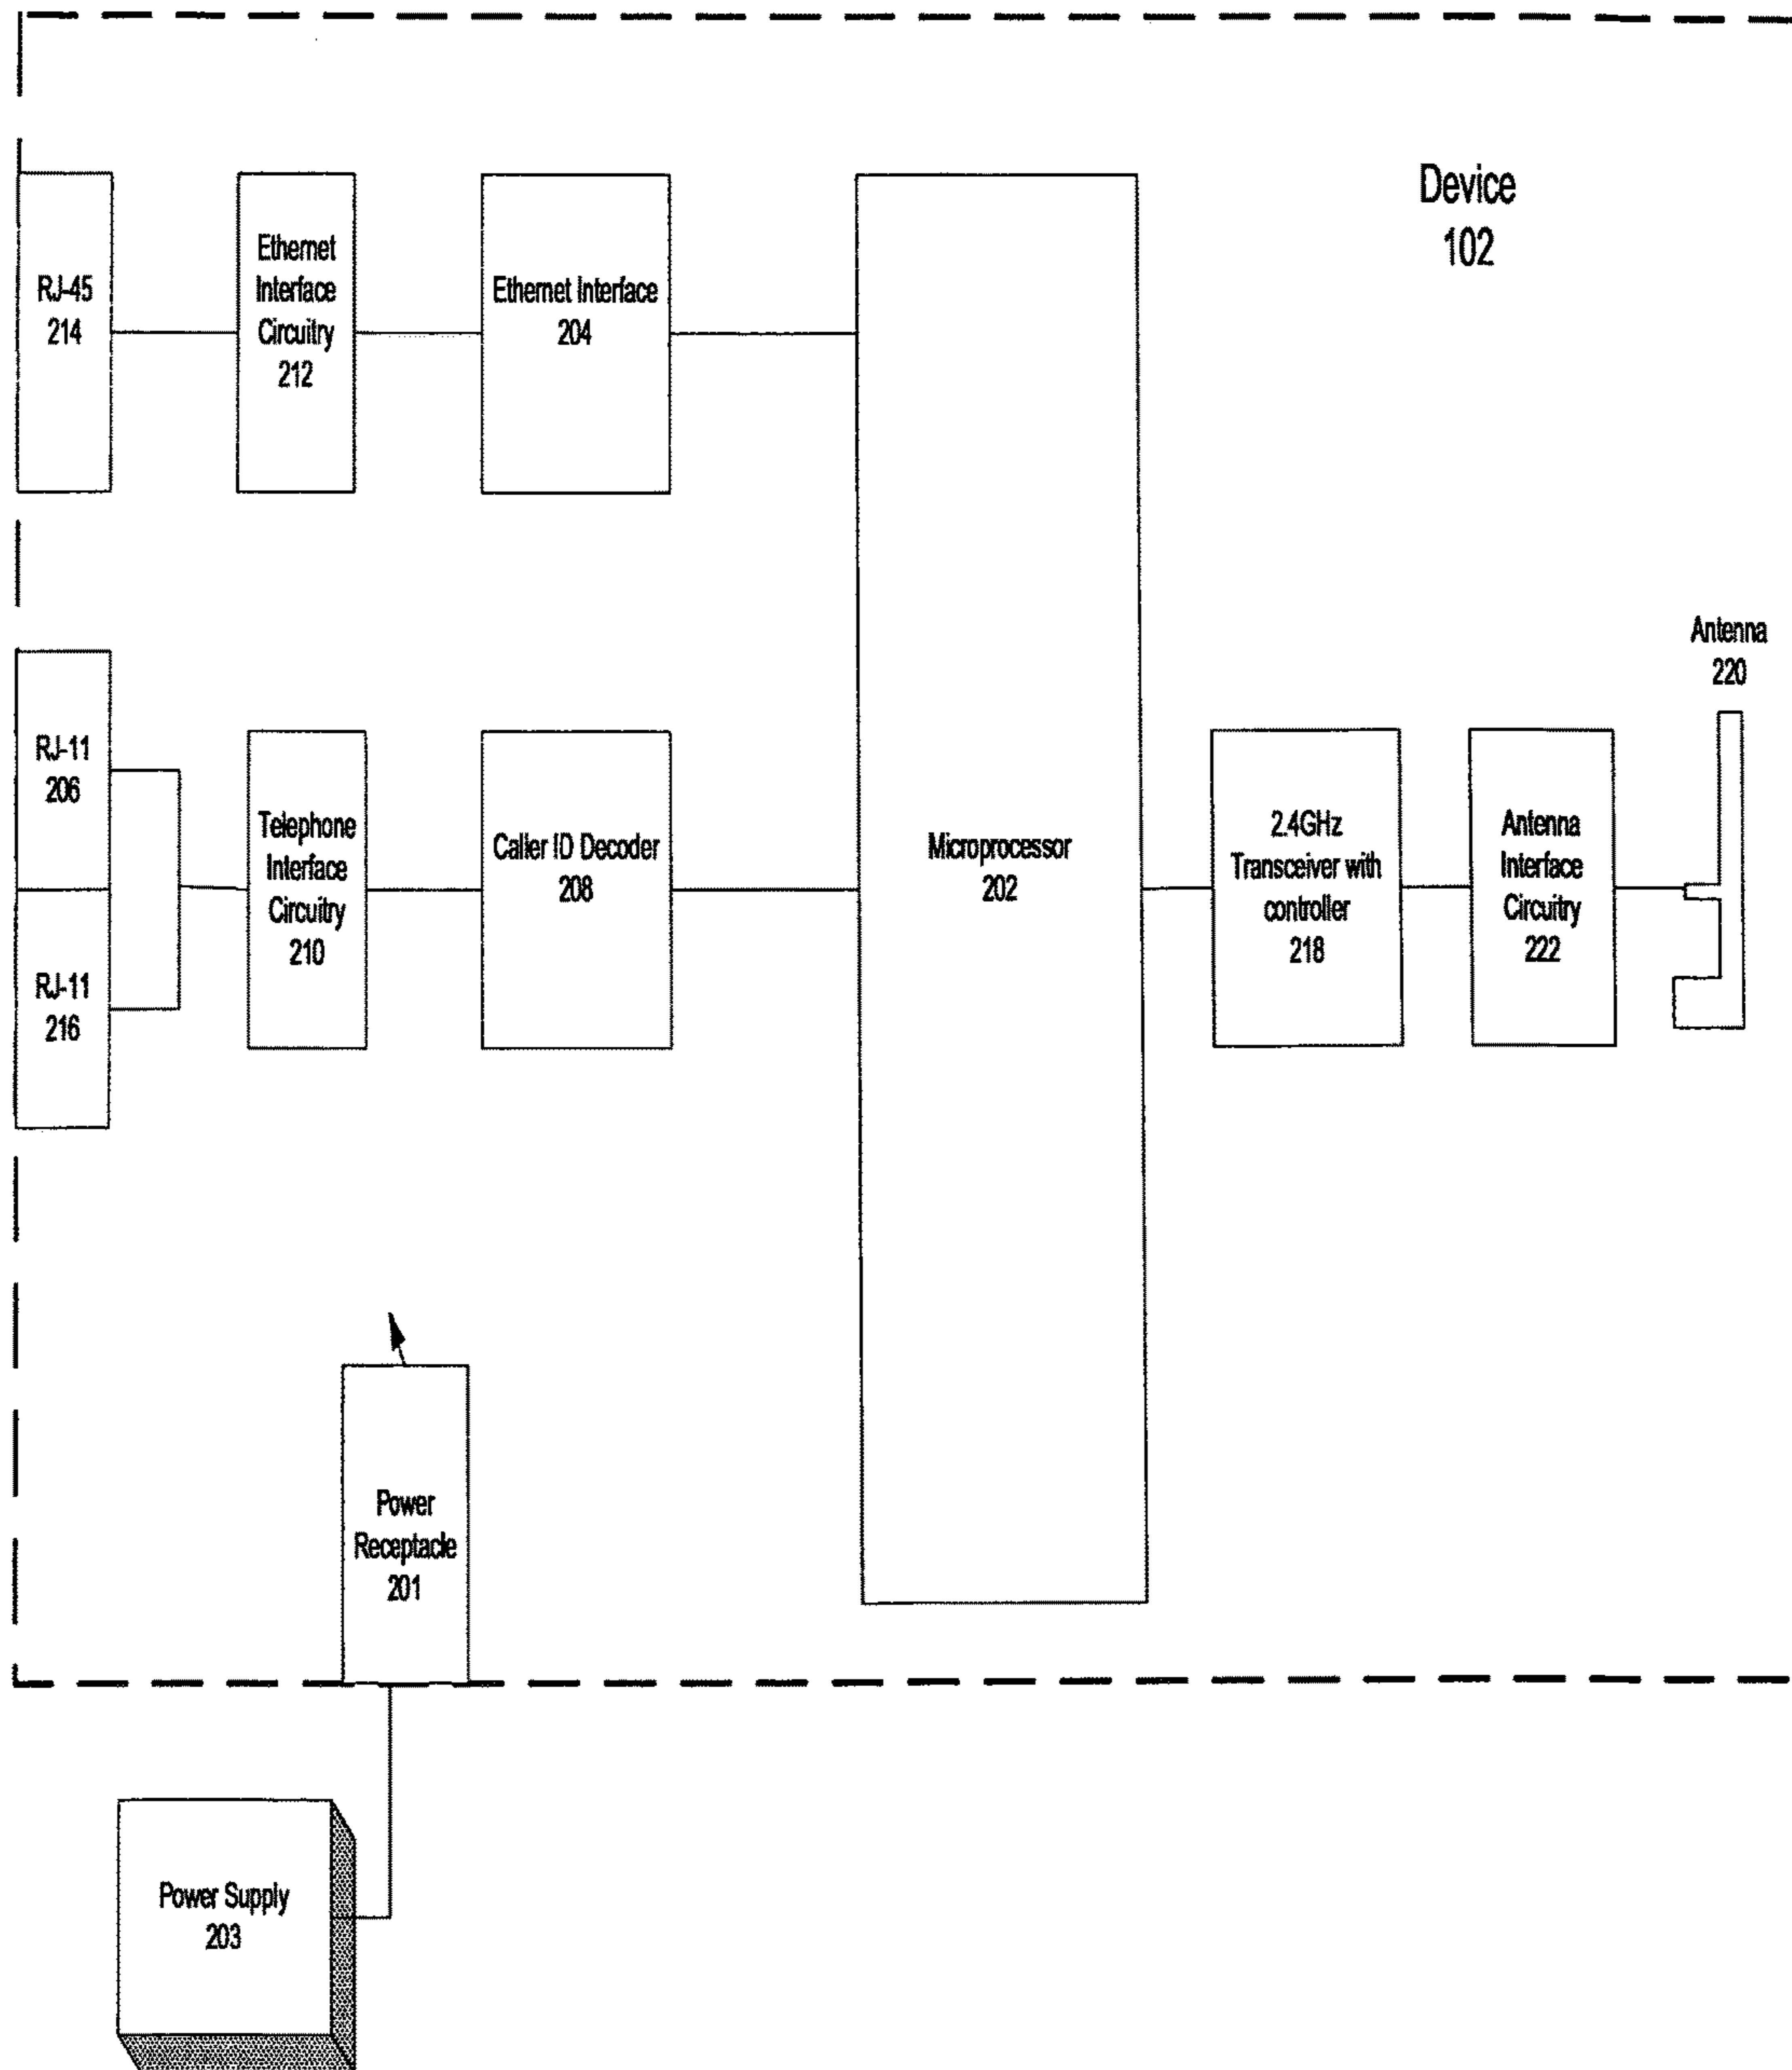 Device
102
RJ-45
214
Ethernet
Interface
Circuitry
212
Ethernet Interface
204
RJ-11
206
RJ-11
216
Telephone
Interface
Circuitry
210
Caller ID Decoder
208
Microprocessor
202
2.4GHz
Transceiver with
controller
218
Antenna
Interface
Circuitry
222
Antenna
220
Power
Receptacle
201
Power Supply
203